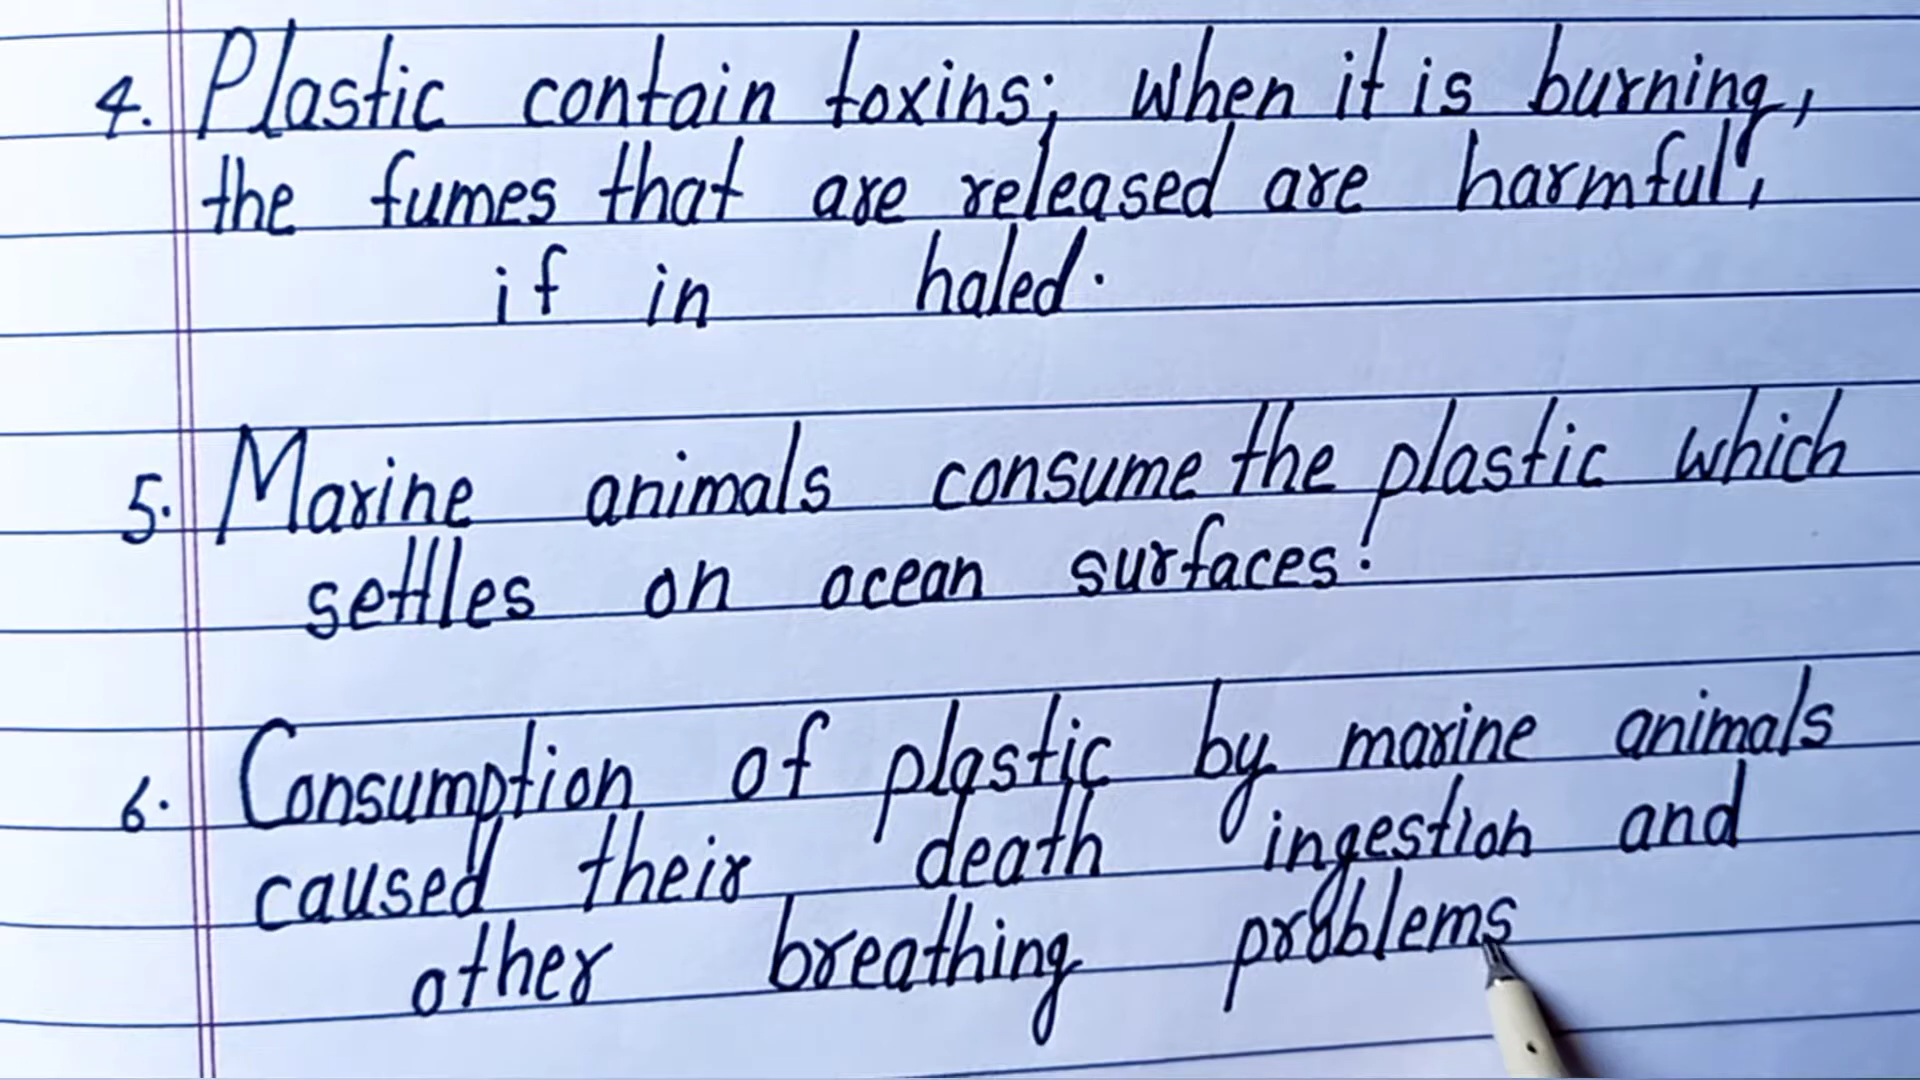 4. Plastic contain toxins; when it is burning,
the fumes that are released are harmful,
if in haled.
5. Marine animals consume the plastic which
settles on ocean surfaces.
6. Consumption of plastic by marine animals
caused their death ingestion and
other breathing problems